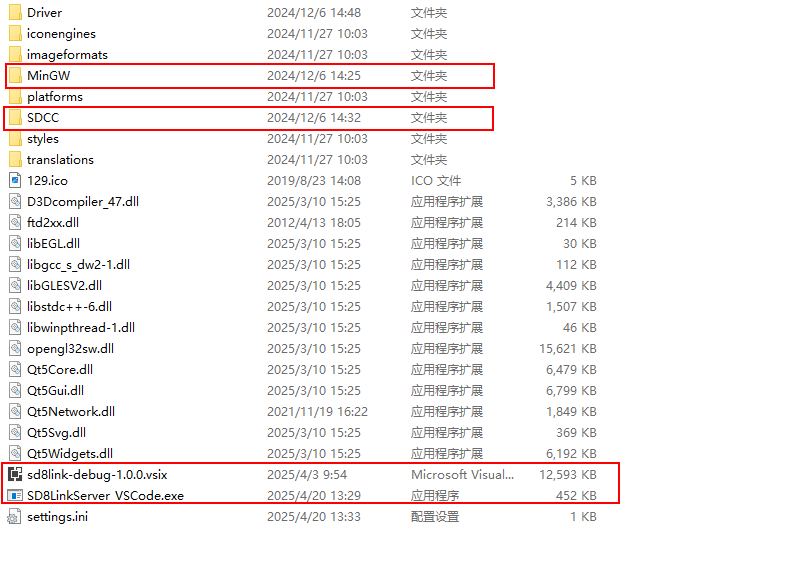 Driver 2024/12/6 14:48 文件夹
iconengines 2024/11/27 10:03 文件夹
imageformats 2024/11/27 10:03 文件夹
MinGW 2024/12/6 14:25 文件夹
platforms 2024/11/27 10:03 文件夹
SDCC 2024/12/6 14:32 文件夹
styles 2024/11/27 10:03 文件夹
translations 2024/11/27 10:03 文件夹
129.ico 2019/8/23 14:08 ICO 文件 5 KB
D3Dcompiler_47.dll 2025/3/10 15:25 应用程序扩展 3,386 KB
ftd2xx.dll 2012/4/13 18:05 应用程序扩展 214 KB
libEGL.dll 2025/3/10 15:25 应用程序扩展 30 KB
libgcc_s_dw2-1.dll 2025/3/10 15:25 应用程序扩展 112 KB
libGLESV2.dll 2025/3/10 15:25 应用程序扩展 4,409 KB
libstdc++-6.dll 2025/3/10 15:25 应用程序扩展 1,507 KB
libwinpthread-1.dll 2025/3/10 15:25 应用程序扩展 46 KB
opengl32sw.dll 2025/3/10 15:25 应用程序扩展 15,621 KB
Qt5Core.dll 2025/3/10 15:25 应用程序扩展 6,479 KB
Qt5Gui.dll 2025/3/10 15:25 应用程序扩展 6,799 KB
Qt5Network.dll 2021/11/19 16:22 应用程序扩展 1,849 KB
Qt5Svg.dll 2025/3/10 15:25 应用程序扩展 369 KB
Qt5Widgets.dll 2025/3/10 15:25 应用程序扩展 6,192 KB
sd8link-debug-1.0.0.vsix 2025/4/3 9:54 Microsoft Visual... 12,593 KB
SD8LinkServer_VSCode.exe 2025/4/20 13:29 应用程序 452 KB
settings.ini 2025/4/20 13:33 配置设置 1 KB